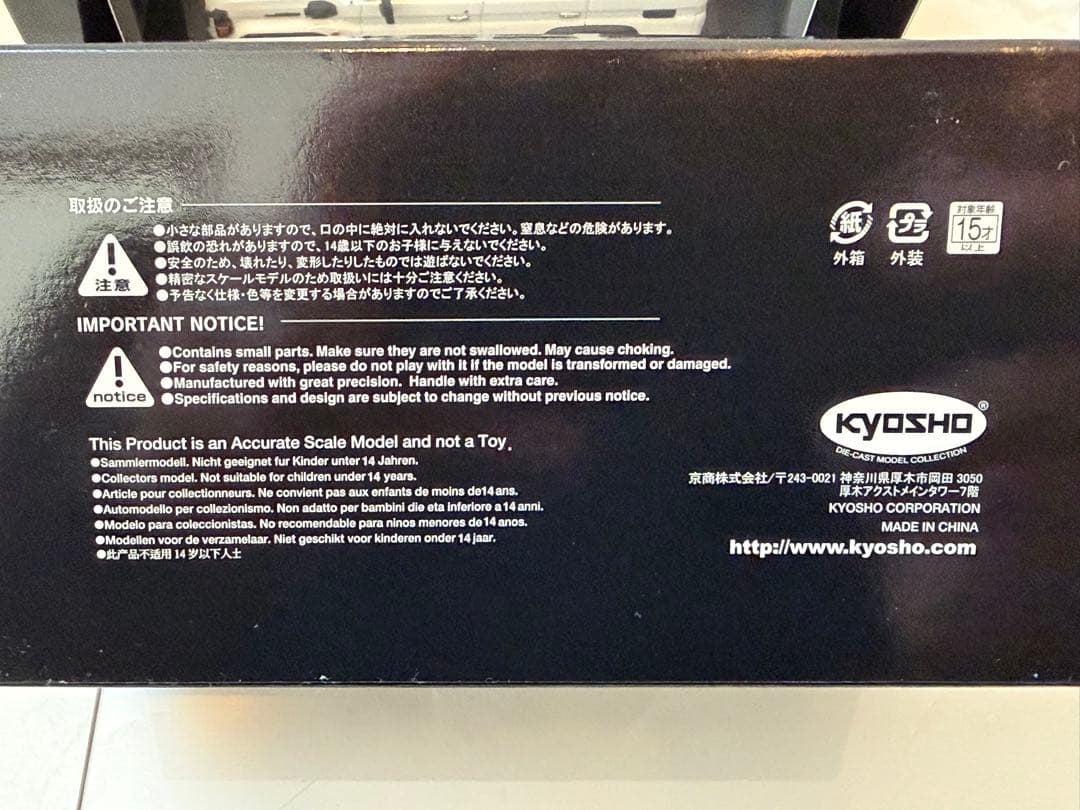 取扱のご注意
注意
●小さな部品がありますので、口の中に絶対に入れないでください。窒息などの危険があります。
●誤飲の恐れがありますので、14歳以下のお子様に与えないでください。
●安全のため、壊れたり、変形したりしたものでは遊ばないでください。
●精密なスケールモデルのため取扱いには十分ご注意ください。
●予告なく仕様・色等を変更する場合がありますのでご了承ください。
紙
外箱
プラ
外装
対象年齢
15才
以上
IMPORTANT NOTICE!
notice
●Contains small parts. Make sure they are not swallowed. May cause choking.
●For safety reasons, please do not play with it if the model is transformed or damaged.
●Manufactured with great precision. Handle with extra care.
●Specifications and design are subject to change without previous notice.
This Product is an Accurate Scale Model and not a Toy.
●Sammlermodell. Nicht geeignet fur Kinder unter 14 Jahren.
●Collectors model. Not suitable for children under 14 years.
●Article pour collectionneurs. Ne convient pas aux enfants de moins de14 ans.
●Automodello per collezionismo. Non adatto per bambini die eta inferiore a 14 anni.
●Modelo para coleccionistas. No recomendable para ninos menores de 14 anos.
●Modellen voor de verzamelaar. Niet geschikt voor kinderen onder 14 jaar.
●此产品不适用 14 岁以下人士
KYOSHO®
DIE-CAST MODEL COLLECTION
京商株式会社/〒243-0021 神奈川県厚木市岡田 3050
厚木アクストメインタワー7階
KYOSHO CORPORATION
MADE IN CHINA
http://www.kyosho.com